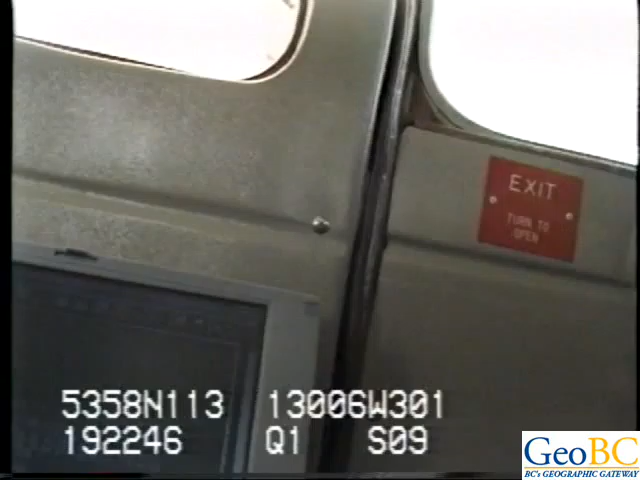 EXIT
TURN TO
OPEN
5358N113 13006W301
192246 Q1 S09
GeoBC
BC's GEOGRAPHIC GATEWAY